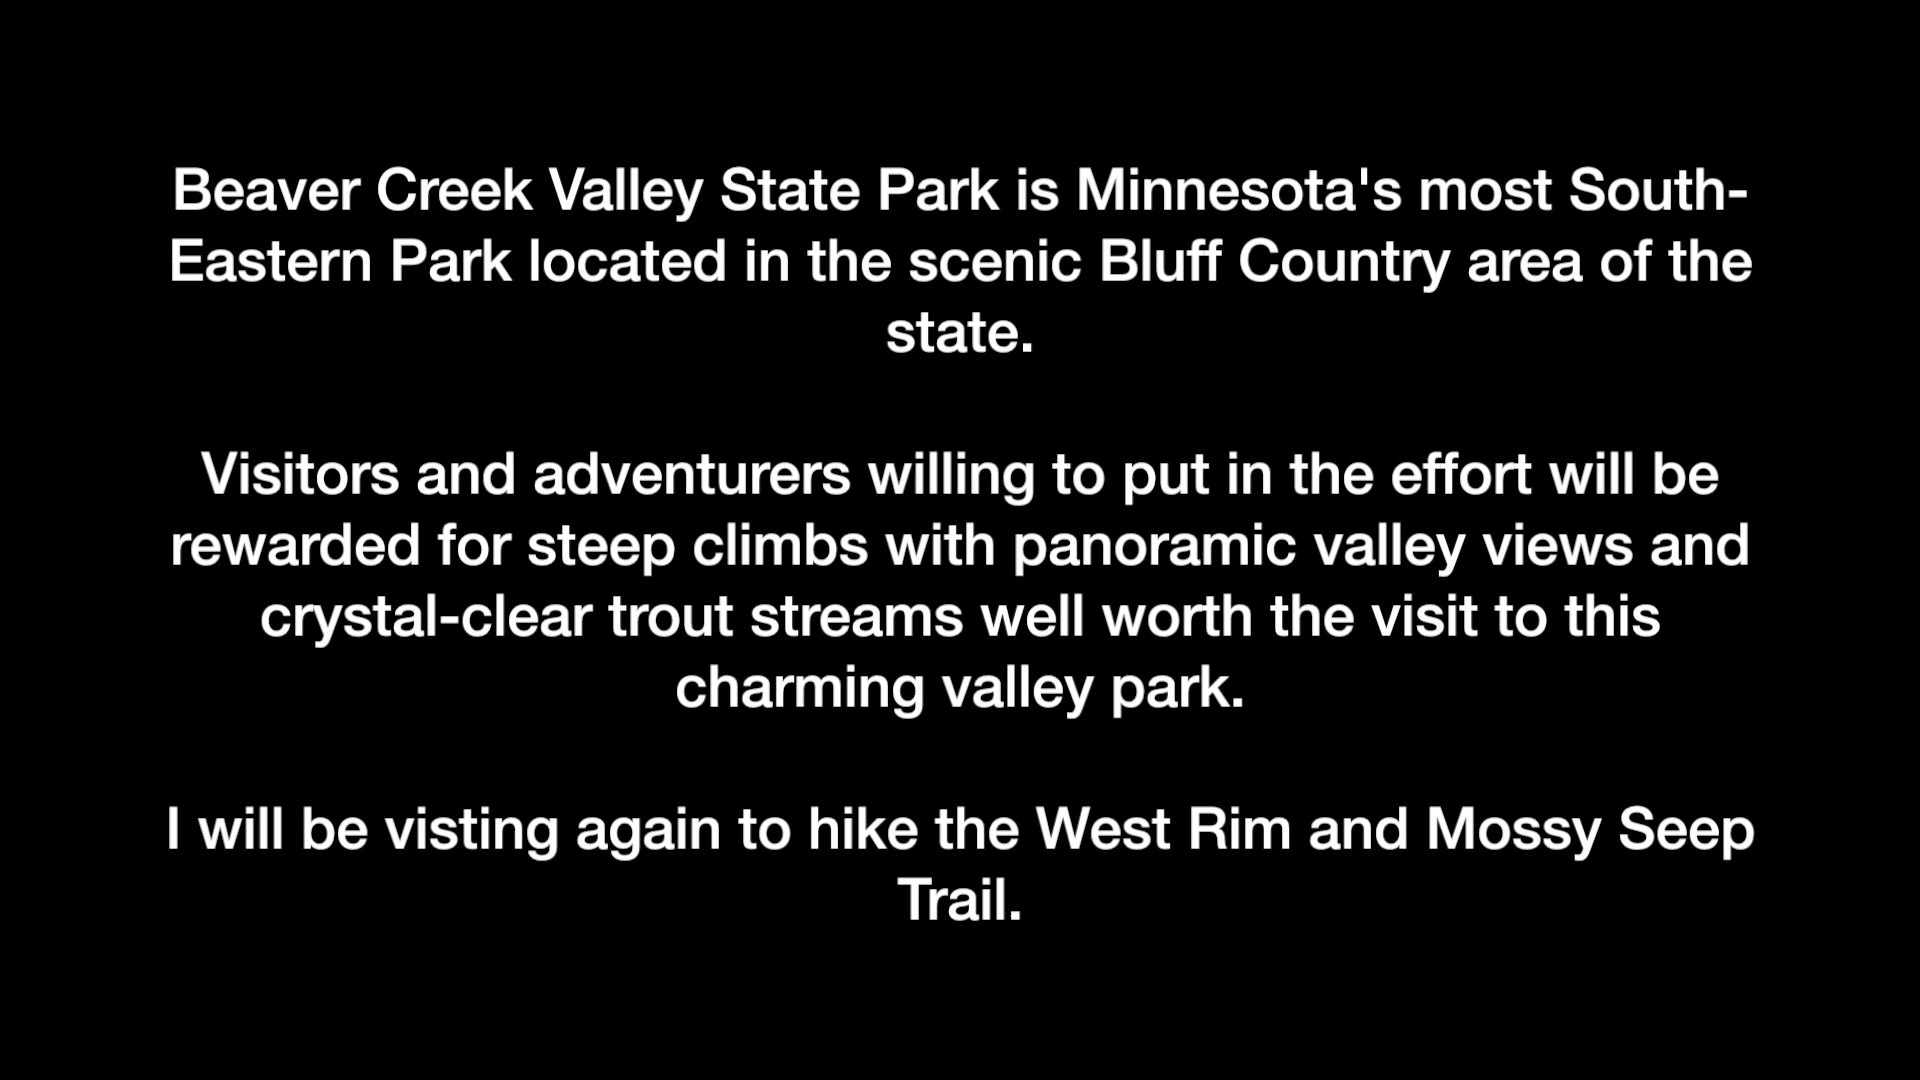 Beaver Creek Valley State Park is Minnesota's most South-
Eastern Park located in the scenic Bluff Country area of the
state.
Visitors and adventurers willing to put in the effort will be
rewarded for steep climbs with panoramic valley views and
crystal-clear trout streams well worth the visit to this
charming valley park.
I will be visting again to hike the West Rim and Mossy Seep
Trail.